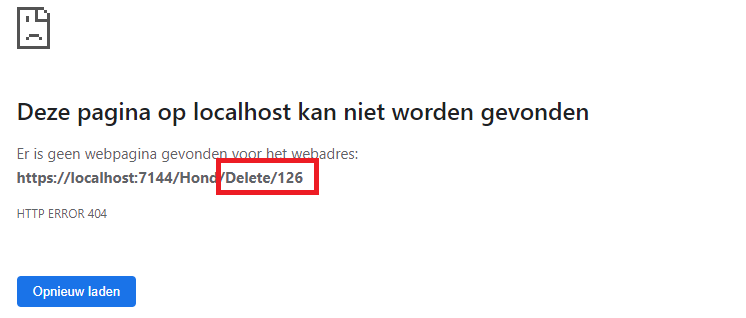 Deze pagina op localhost kan niet worden gevonden
Er is geen webpagina gevonden voor het webadres:
https://localhost:7144/Hond/Delete/126
HTTP ERROR 404
Opnieuw laden